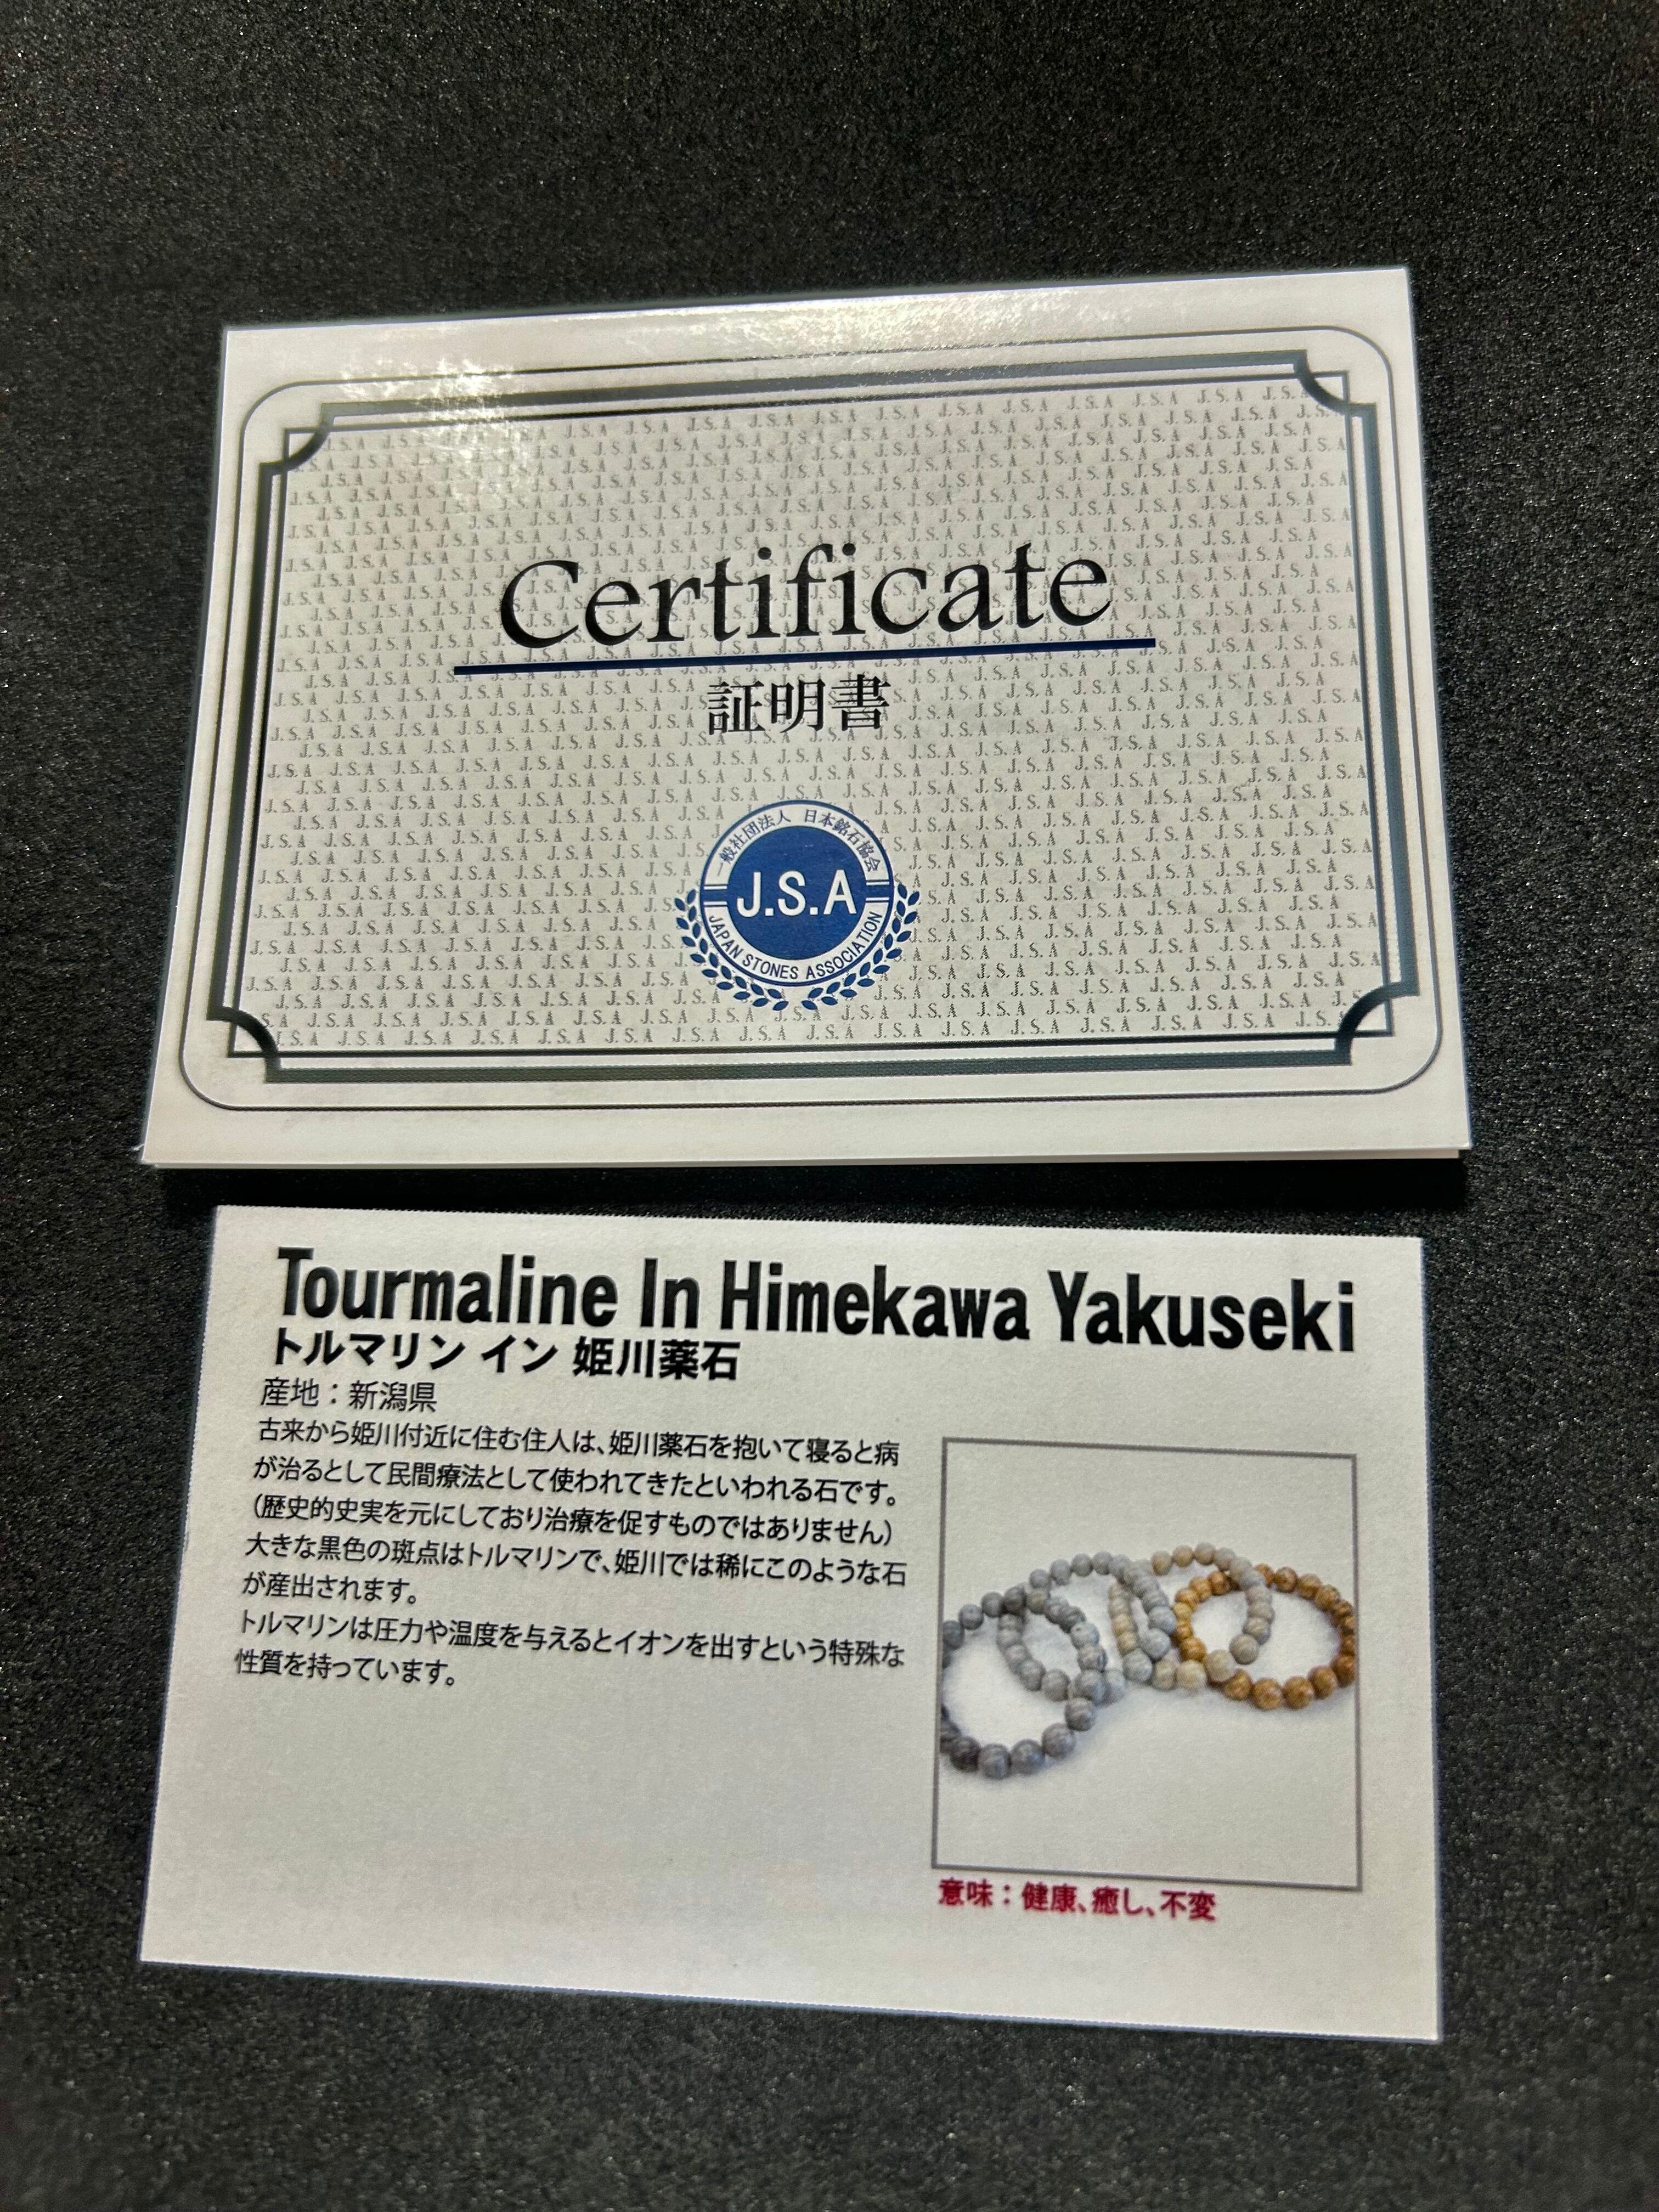 Certificate
証明書
一般社団法人 日本銘石協会
J.S.A
JAPAN STONES ASSOCIATION
Tourmaline In Himekawa Yakuseki
トルマリン イン 姫川薬石
産地：新潟県
古来から姫川付近に住む住人は、姫川薬石を抱いて寝ると病
が治るとして民間療法として使われてきたといわれる石です。
（歴史的史実を元にしており治療を促すものではありません）
大きな黒色の斑点はトルマリンで、姫川では稀にこのような石
が産出されます。
トルマリンは圧力や温度を与えるとイオンを出すという特殊な
性質を持っています。
意味：健康、癒し、不変